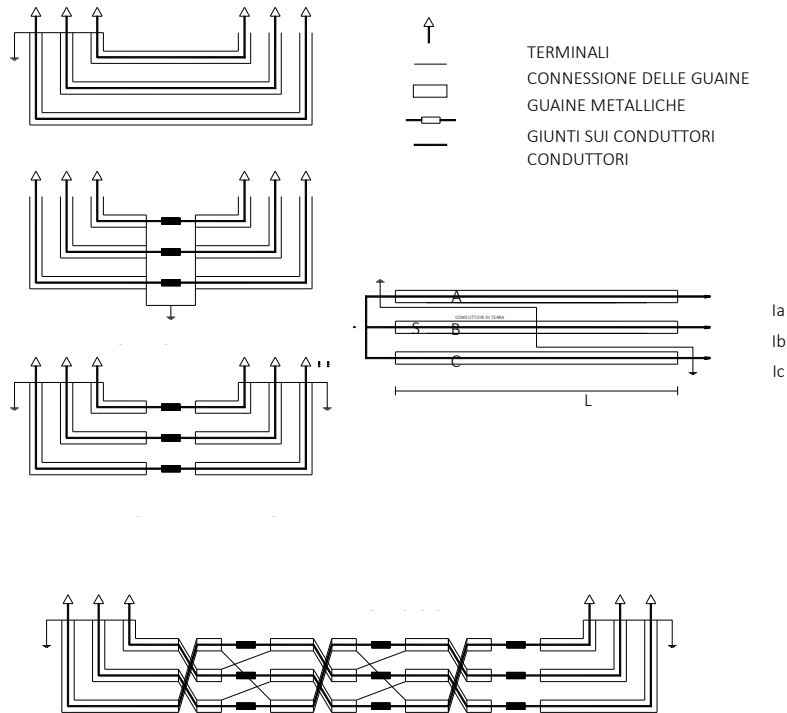 TERMINALI
CONNESSIONE DELLE GUAINE
GUAINE METALLICHE
GIUNTI SUI CONDUTTORI
CONDUTTORI
A
CONDUTTORI DI TERRA
S B
C
Ia
Ib
Ic
L